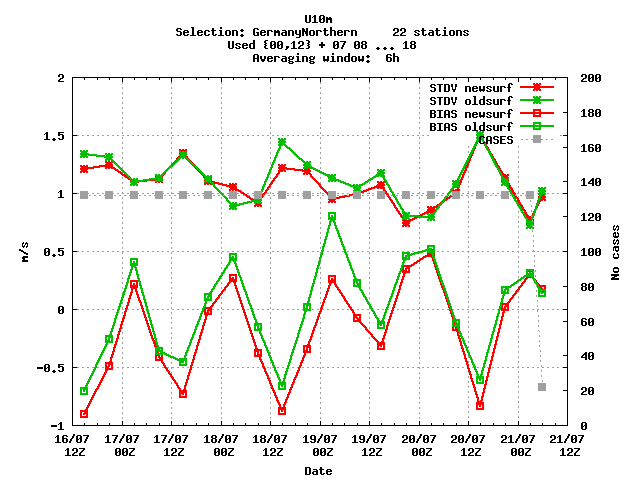 U10m
Selection: GermanyNorthern 22 stations
Used {00,12} + 07 08 ... 18
Averaging window: 6h
STDV newsurf
STDV oldsurf
BIAS newsurf
BIAS oldsurf
CASES
2
1.5
1
0.5
0
-0.5
-1
m/s
200
180
160
140
120
100
80
60
40
20
0
No cases
16/07 17/07 17/07 18/07 18/07 19/07 19/07 20/07 20/07 21/07 21/07
12Z 00Z 12Z 00Z 12Z 00Z 12Z 00Z 12Z 00Z 12Z
Date